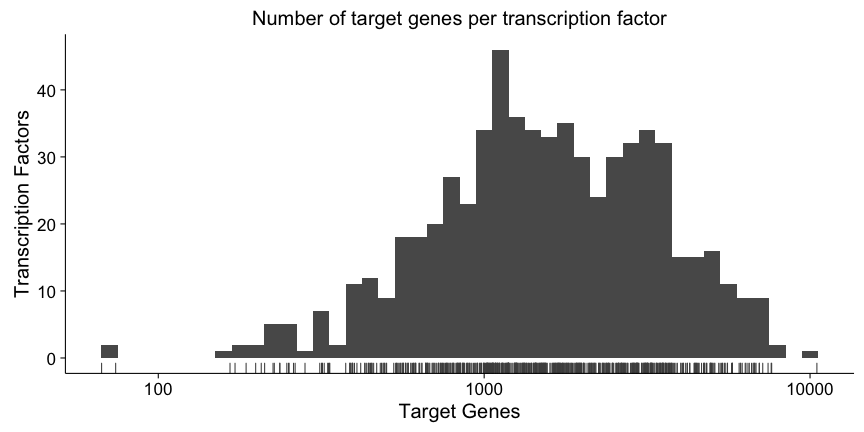 Number of target genes per transcription factor
Transcription Factors
40
30
20
10
0
100
1000
10000
Target Genes